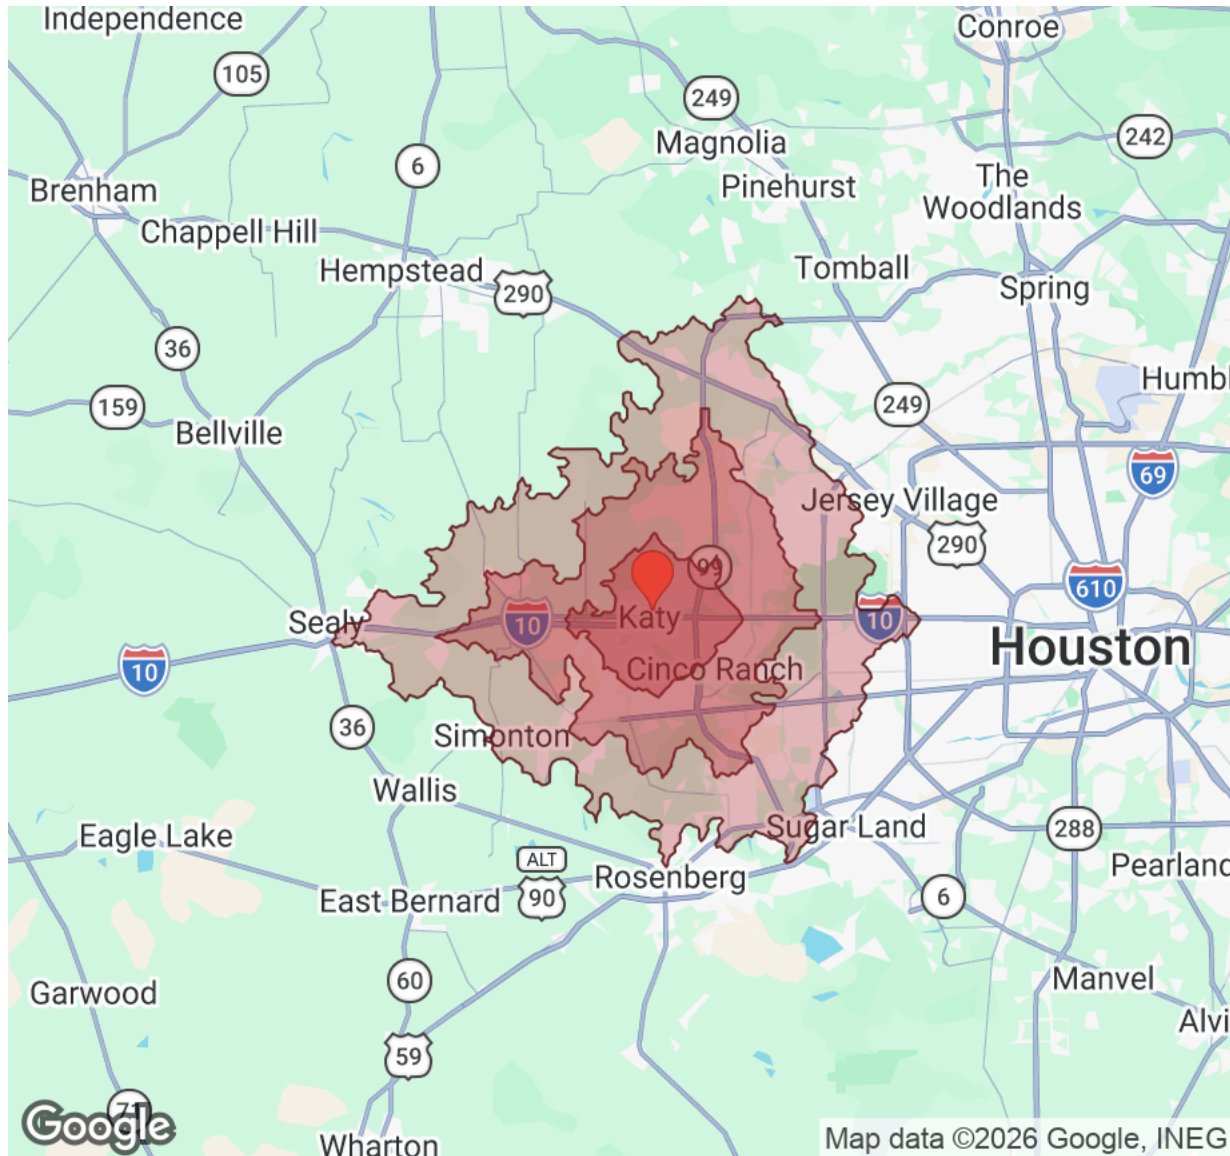 Independence
Conroe
105
249
242
Magnolia
6
The
Woodlands
Pinehurst
Brenham
Chappell Hill
Hempstead
Tomball
290
Spring
36
Humbl
159
249
Bellville
69
Jersey Village
290
99
610
Sealy
10
Katy
10
10
Houston
Cinco Ranch
36
Simonton
Wallis
Eagle Lake
Sugar Land
288
ALT
90
Rosenberg
Pearland
East Bernard
6
60
Manvel
Garwood
Alvi
59
71
Google
Wharton
Map data ©2026 Google, INEG